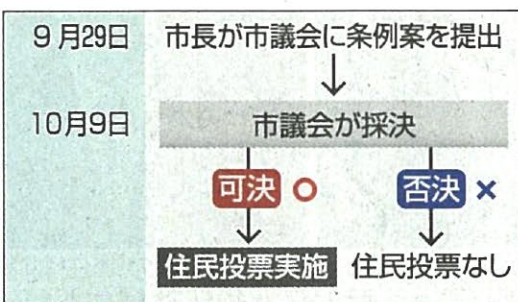 9月29日 市長が市議会に条例案を提出
↓
10月9日 市議会が採決
可決 ○ 否決 ×
住民投票実施 住民投票なし